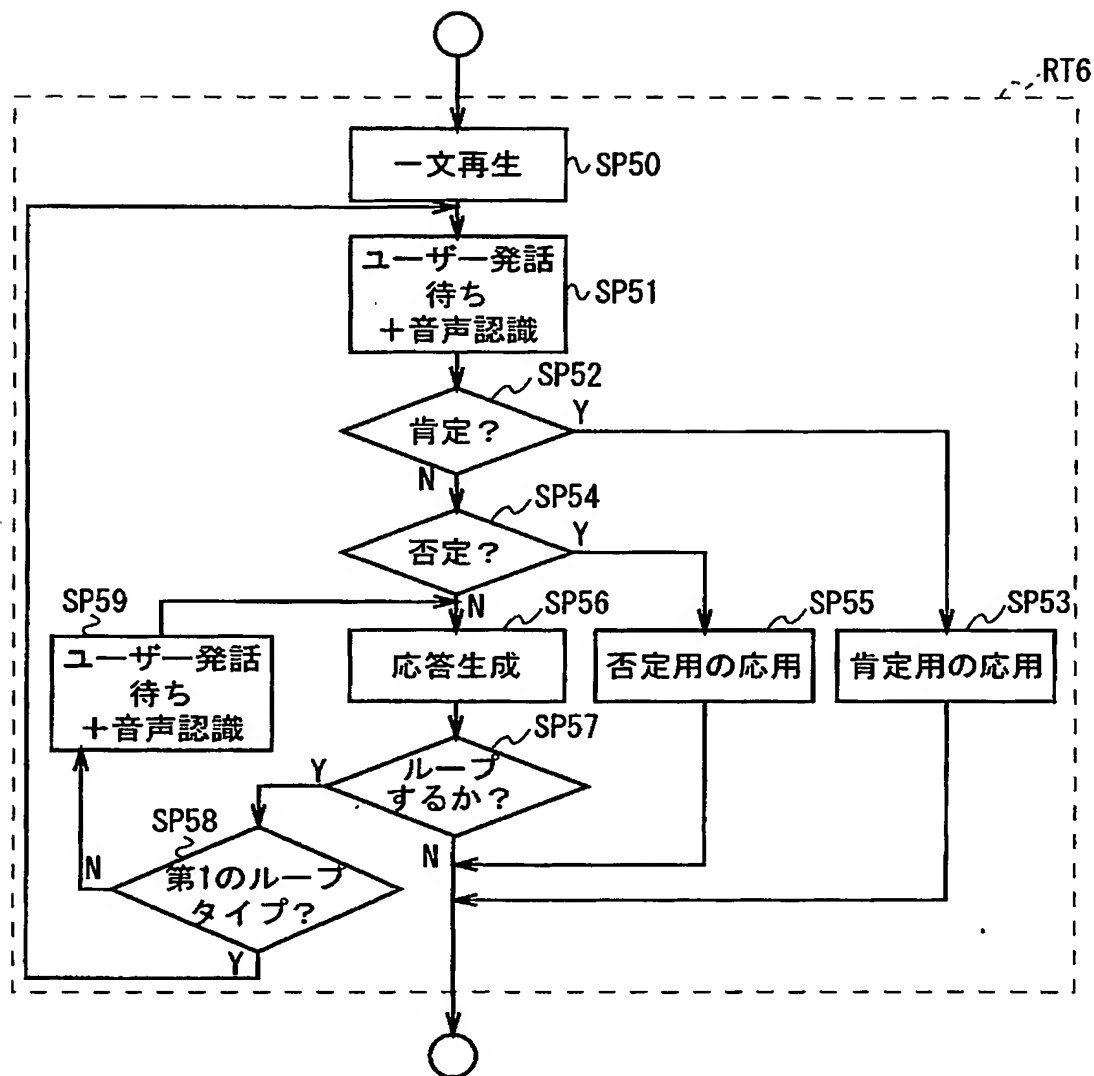 RT6
一文再生
SP50
ユーザー発話
待ち
+音声認識
SP51
SP52
肯定?
Y
N
SP54
否定?
Y
N
SP59
ユーザー発話
待ち
+音声認識
SP56
応答生成
SP55
否定用の応用
SP53
肯定用の応用
SP57
ループ
するか?
Y
N
SP58
第1のループ
タイプ?
N
Y